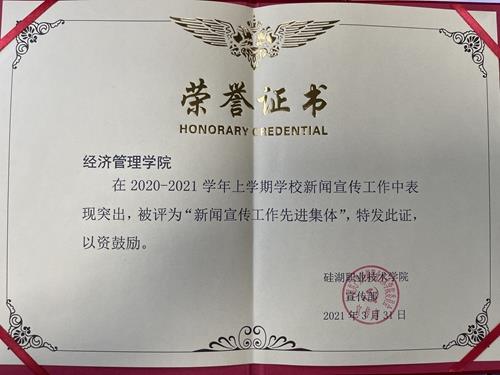 荣誉证书
HONORARY CREDENTIAL
经济管理学院
在 2020-2021 学年上学期学校新闻宣传工作中表
现突出，被评为“新闻宣传工作先进集体”，特发此证，
以资鼓励。
硅湖职业技术学院
宣传部
2021 年 3 月 31 日